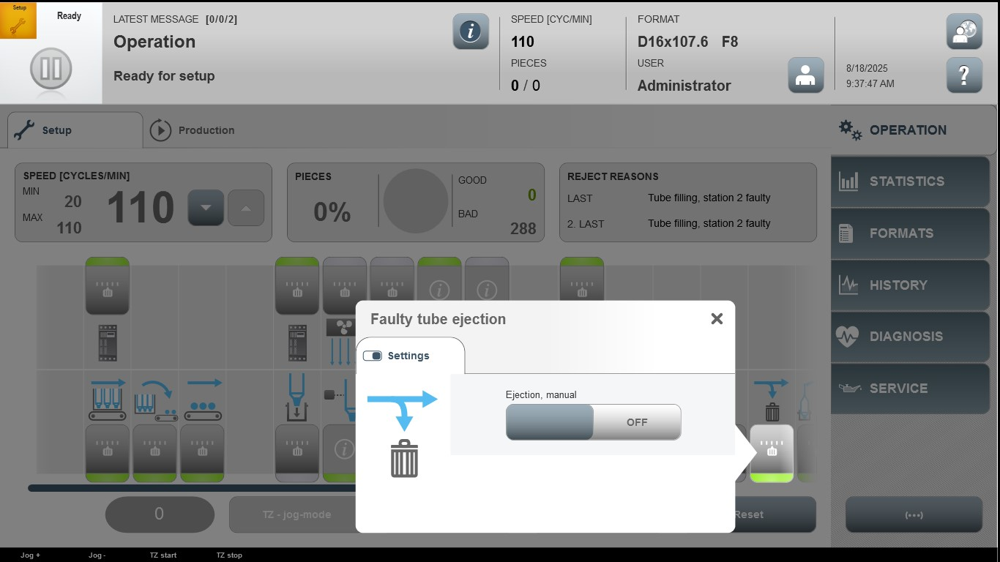 Setup
Ready
LATEST MESSAGE [0/0/2]
Operation
Ready for setup
SPEED [CYC/MIN]
110
PIECES
0 / 0
FORMAT
D16x107.6 F8
USER
Administrator
8/18/2025
9:37:47 AM
Setup
Production
SPEED [CYCLES/MIN]
MIN
20
MAX
110
110
PIECES
0%
GOOD
0
BAD
288
REJECT REASONS
LAST Tube filling, station 2 faulty
2. LAST Tube filling, station 2 faulty
OPERATION
STATISTICS
FORMATS
HISTORY
DIAGNOSIS
SERVICE
Faulty tube ejection
Settings
Ejection, manual
OFF
0
TZ - jog-mode
Reset
(···)
Jog +
Jog -
TZ start
TZ stop